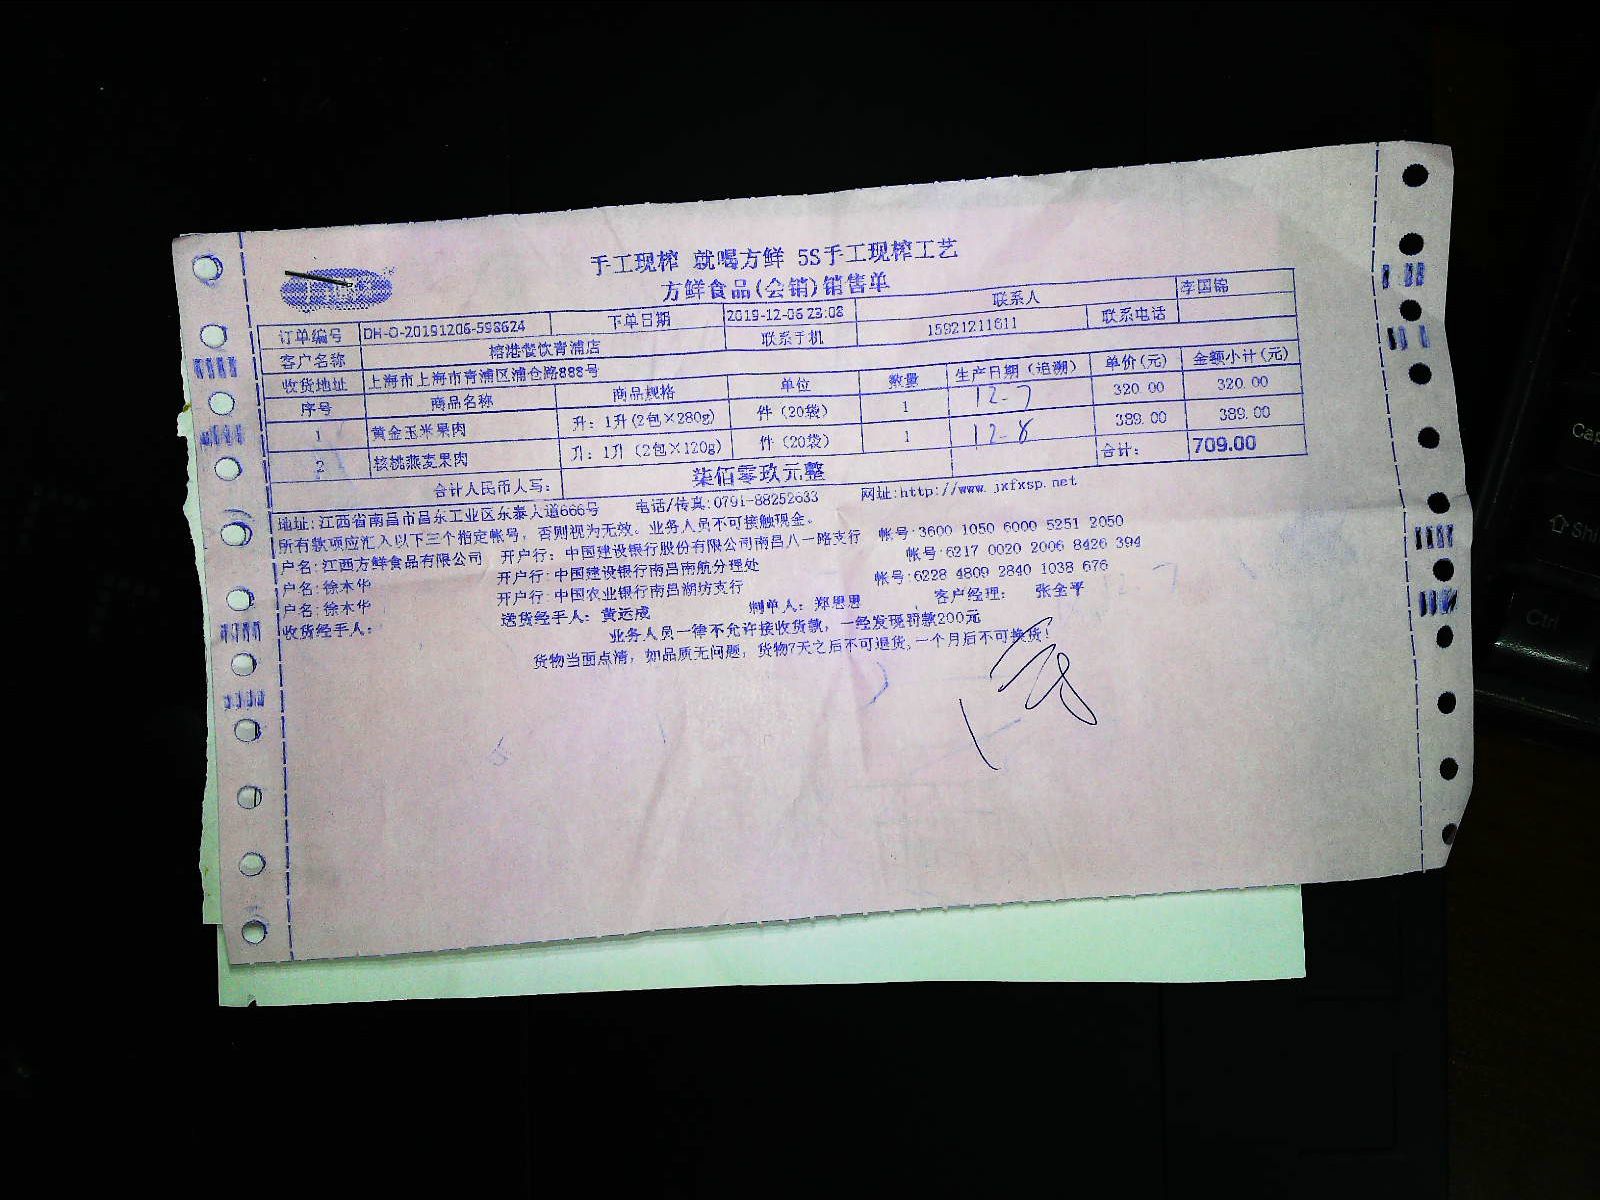 手工现榨 就喝方鲜 5S手工现榨工艺
方鲜食品(会销)销售单
订单编号 DH-O-20191206-598624 下单日期 2019-12-06 23:08 联系人 李国锦
客户名称 榕港餐饮青浦店 联系手机 15921211611 联系电话
收货地址 上海市上海市青浦区浦仓路888号
序号 商品名称 商品规格 单位 数量 生产日期（追溯） 单价(元) 金额小计(元)
1 黄金玉米果肉 升：1升(2包×280g) 件（20袋） 1 12-7 320.00 320.00
2 核桃燕麦果肉 升：1升（2包×120g） 件（20袋） 1 12-8 389.00 389.00
合计人民币大写： 柒佰零玖元整 合计： 709.00
地址:江西省南昌市昌东工业区东泰大道666号 电话/传真:0791-88252633 网址:http://www.jxfxsp.net
所有款项应汇入以下三个指定帐号，否则视为无效。业务人员不可接触现金。
户名:江西方鲜食品有限公司 开户行：中国建设银行股份有限公司南昌八一路支行 帐号:3600 1050 6000 5251 2050
户名:徐木华 开户行:中国建设银行南昌南航分理处 帐号:6217 0020 2006 8426 394
户名:徐木华 开户行:中国农业银行南昌湖坊支行 帐号:6228 4809 2840 1038 676
收货经手人： 送货经手人：黄运成 制单人：郑思思 客户经理： 张全平
业务人员一律不允许接收货款，一经发现罚款200元
货物当面点清，如品质无问题，货物7天之后不可退货,一个月后不可换货！